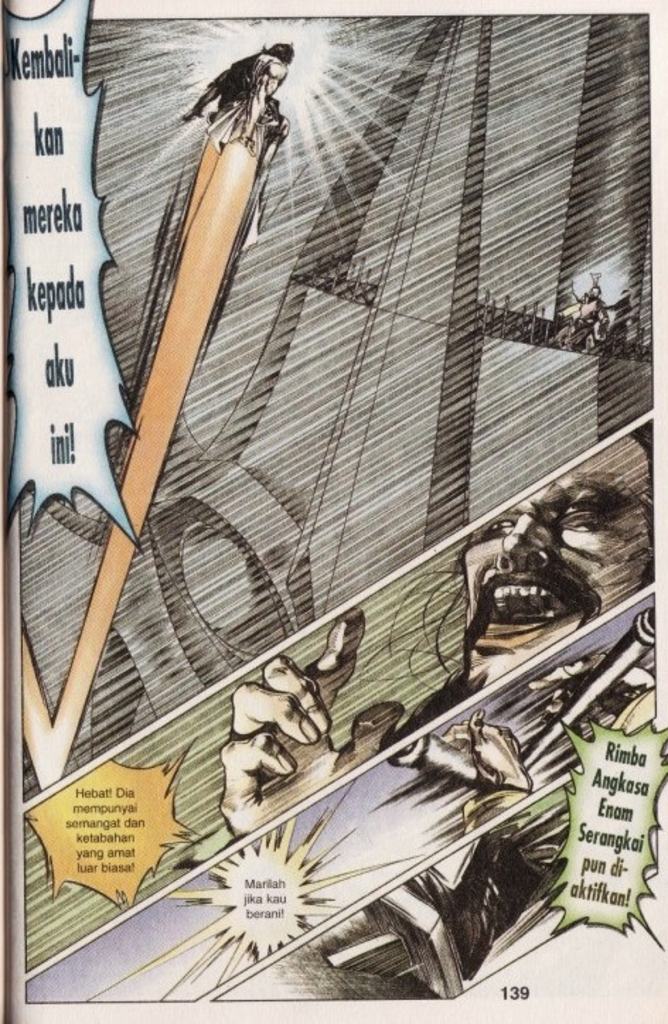 Kembali-
kan
mereka
kepada
aku
ini!
Hebat! Dia
mempunyai
semangat dan
ketabahan
yang amat
luar biasa!
Marilah
jika kau
berani!
Rimba
Angkasa
Enam
Serangkai
pun di-
aktifkan!
139